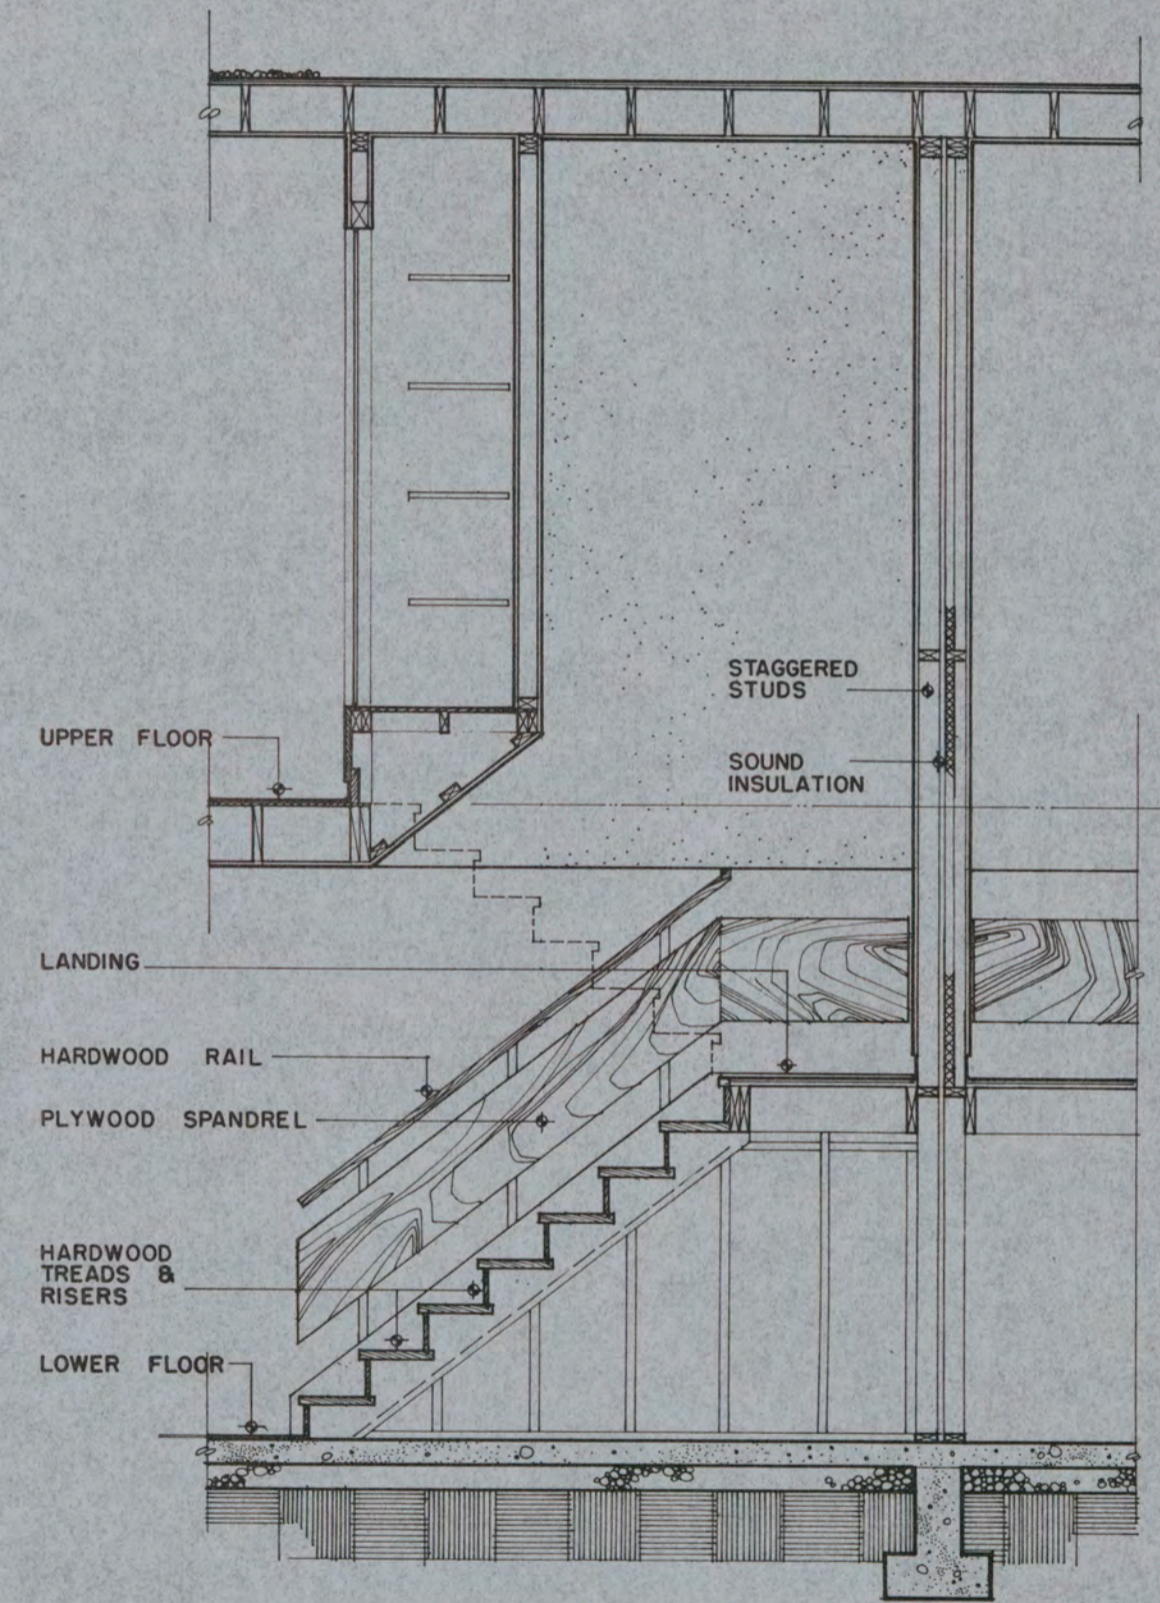 STAGGERED
STUDS
UPPER FLOOR
SOUND
INSULATION
LANDING
HARDWOOD RAIL
PLYWOOD SPANDREL
HARDWOOD
TREADS &
RISERS
LOWER FLOOR